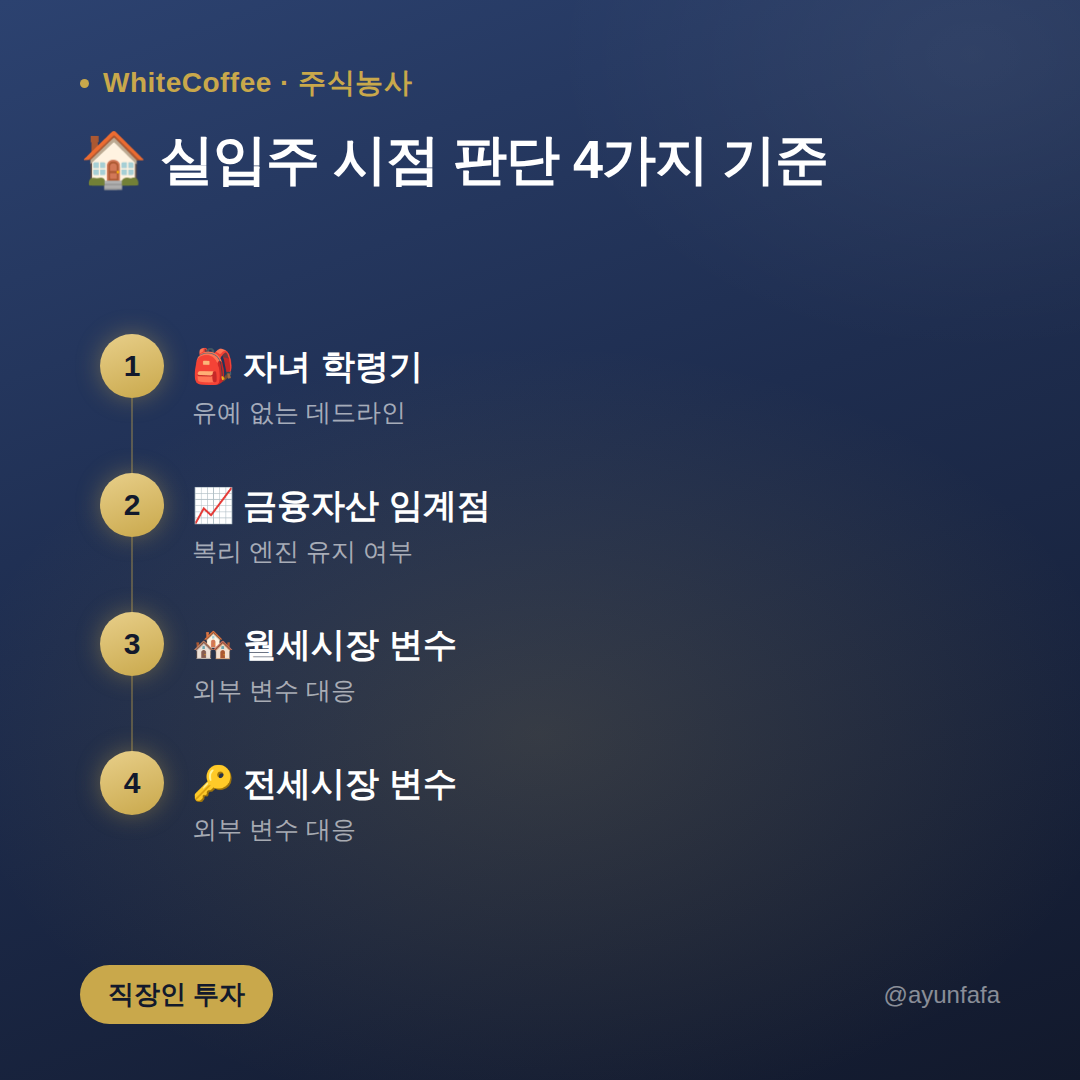 WhiteCoffee · 주식농사
🏠 실입주 시점 판단 4가지 기준
1
🎒 자녀 학령기
유예 없는 데드라인
2
📈 금융자산 임계점
복리 엔진 유지 여부
3
🏘️ 월세시장 변수
외부 변수 대응
4
🔑 전세시장 변수
외부 변수 대응
직장인 투자
@ayunfafa